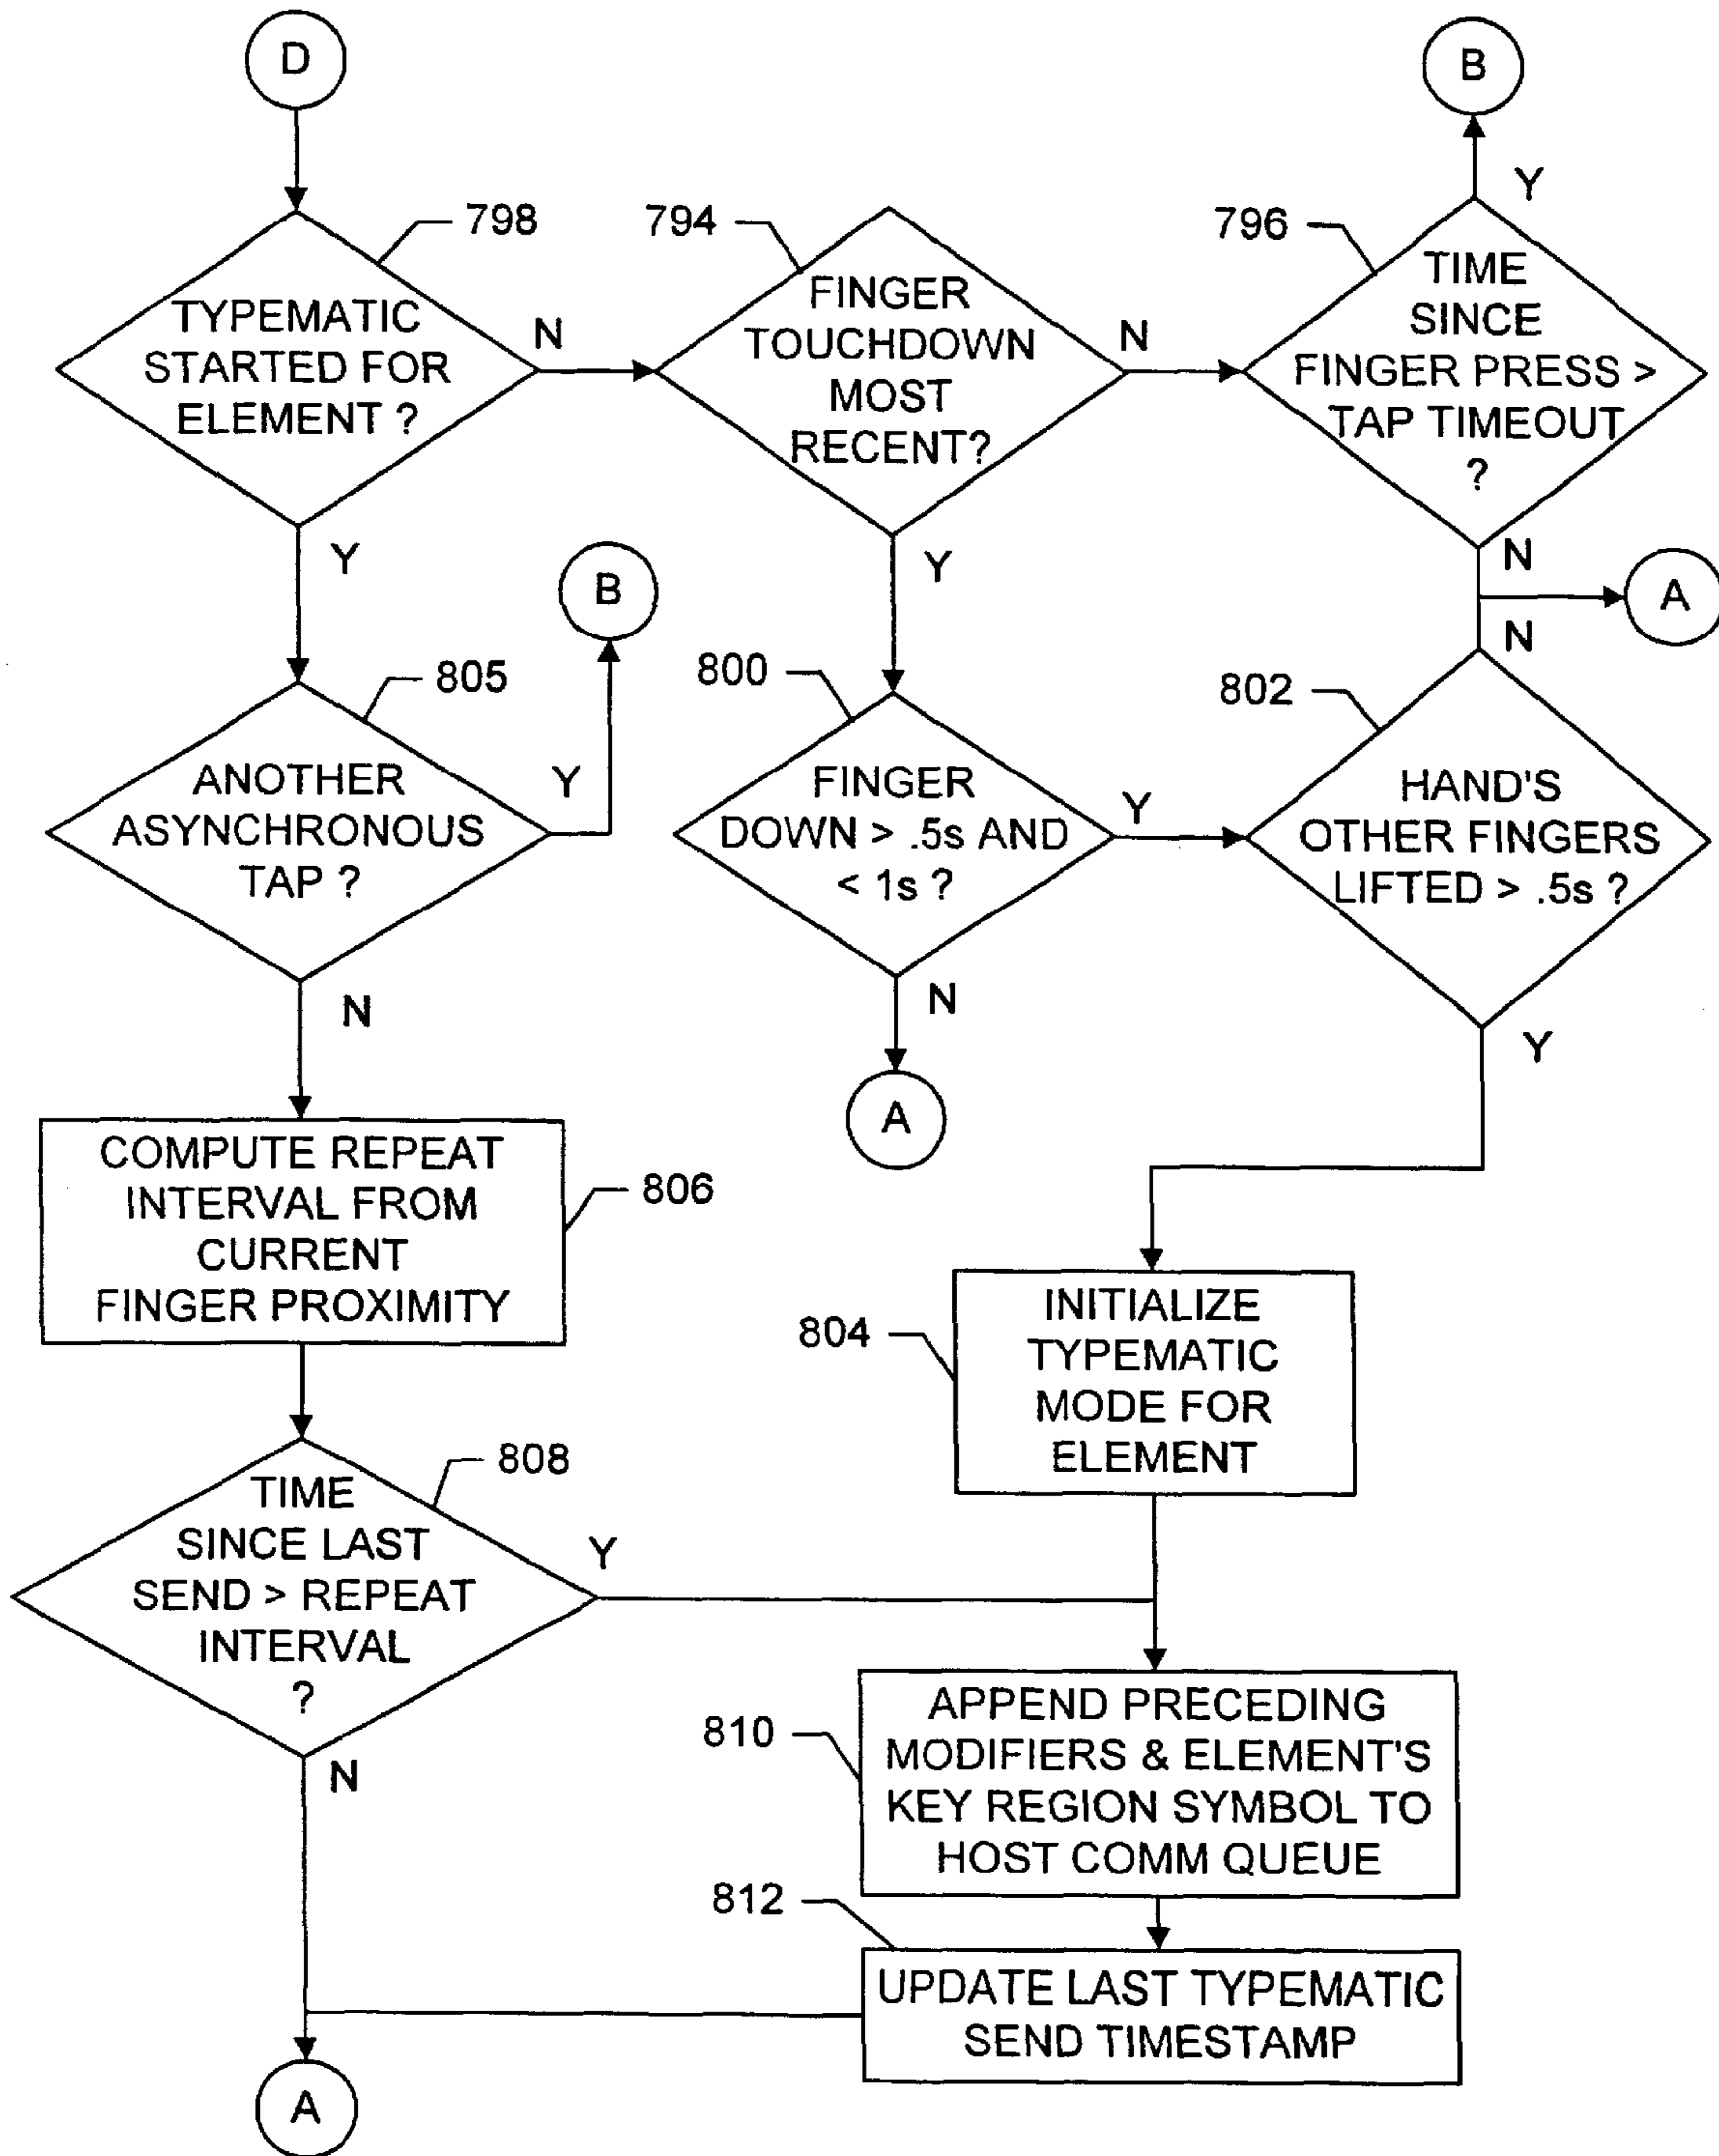 D
B
798
TYPEMATIC
STARTED FOR
ELEMENT ?
N
Y
794
FINGER
TOUCHDOWN
MOST
RECENT?
N
Y
796
Y
TIME
SINCE
FINGER PRESS >
TAP TIMEOUT
?
N
A
B
805
ANOTHER
ASYNCHRONOUS
TAP ?
Y
N
800
FINGER
DOWN > .5s AND
< 1s ?
Y
N
A
802
N
HAND'S
OTHER FINGERS
LIFTED > .5s ?
Y
COMPUTE REPEAT
INTERVAL FROM
CURRENT
FINGER PROXIMITY
806
804
INITIALIZE
TYPEMATIC
MODE FOR
ELEMENT
808
TIME
SINCE LAST
SEND > REPEAT
INTERVAL
?
Y
N
810
APPEND PRECEDING
MODIFIERS & ELEMENT'S
KEY REGION SYMBOL TO
HOST COMM QUEUE
812
UPDATE LAST TYPEMATIC
SEND TIMESTAMP
A